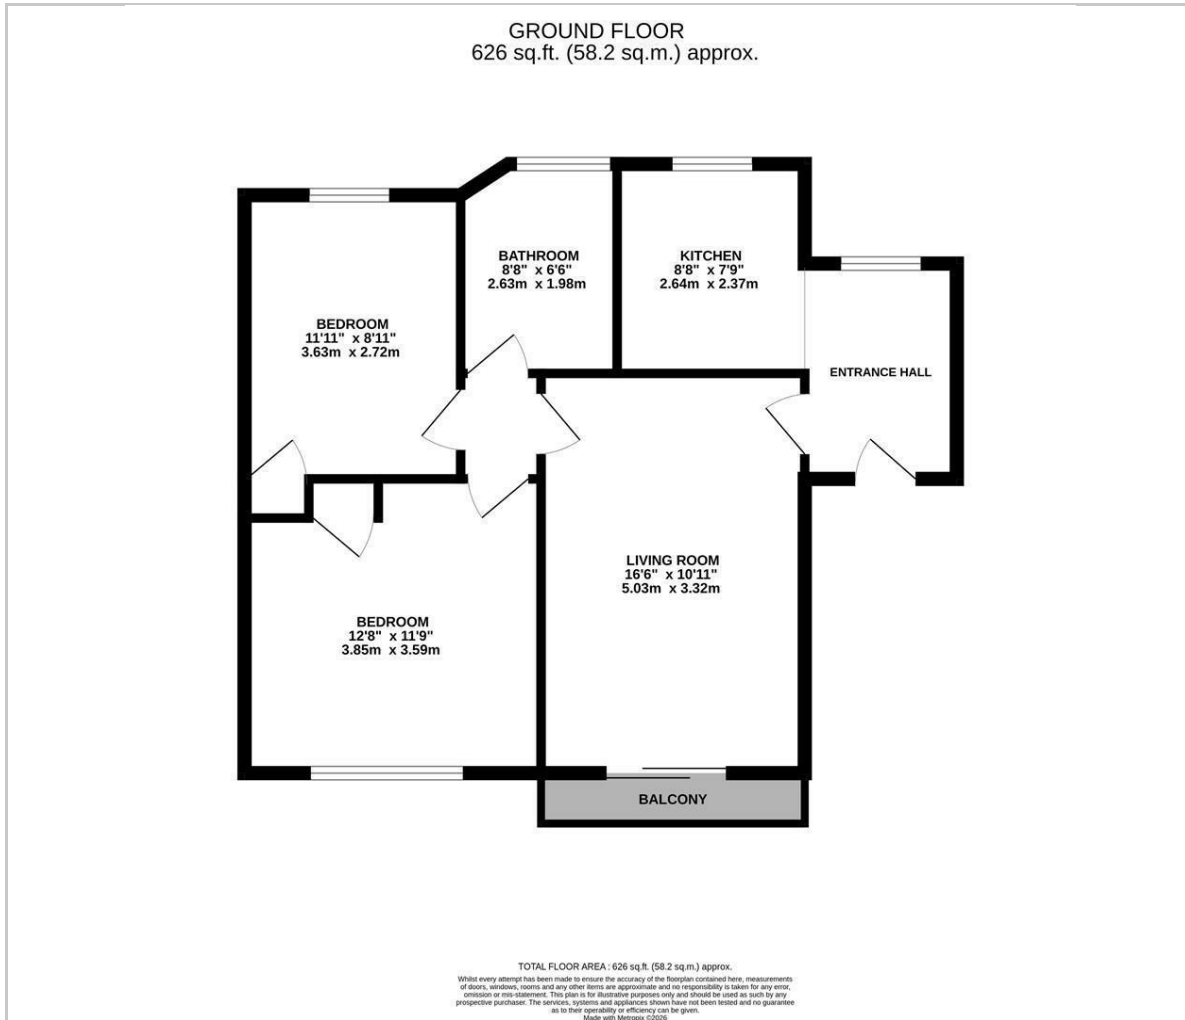 GROUND FLOOR
626 sq.ft. (58.2 sq.m.) approx.
BATHROOM
8'8" x 6'6"
2.63m x 1.98m
KITCHEN
8'8" x 7'9"
2.64m x 2.37m
BEDROOM
11'11" x 8'11"
3.63m x 2.72m
ENTRANCE HALL
LIVING ROOM
16'6" x 10'11"
5.03m x 3.32m
BEDROOM
12'8" x 11'9"
3.85m x 3.59m
BALCONY
TOTAL FLOOR AREA : 626 sq.ft. (58.2 sq.m.) approx.
Whilst every attempt has been made to ensure the accuracy of the floorplan contained here, measurements
of doors, windows, rooms and any other items are approximate and no responsibility is taken for any error,
omission or mis-statement. This plan is for illustrative purposes only and should be used as such by any
prospective purchaser. The services, systems and appliances shown have not been tested and no guarantee
as to their operability or efficiency can be given.
Made with Metropix ©2026